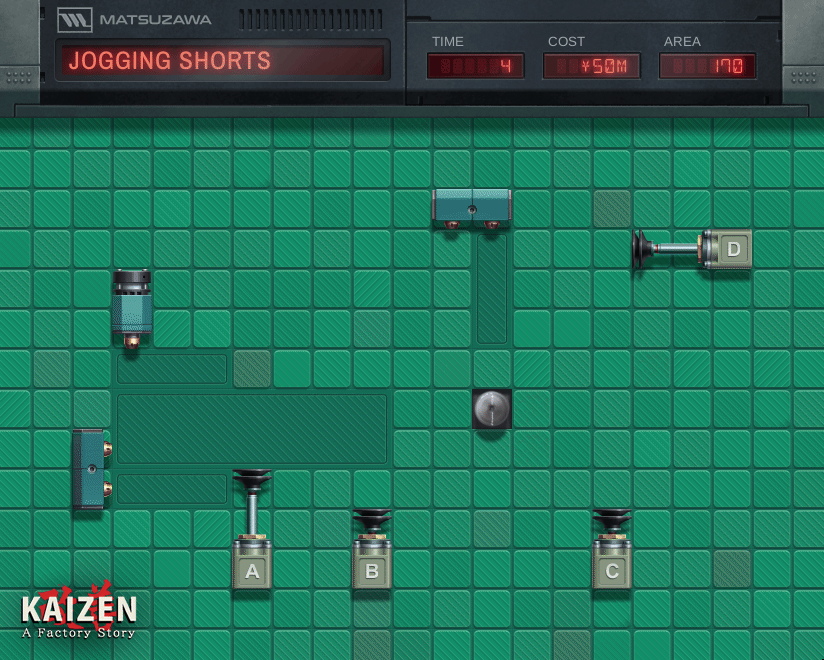 MATSUZAWA
JOGGING SHORTS
TIME COST AREA
4 ¥50M 170
D
A B C
KAIZEN
A Factory Story